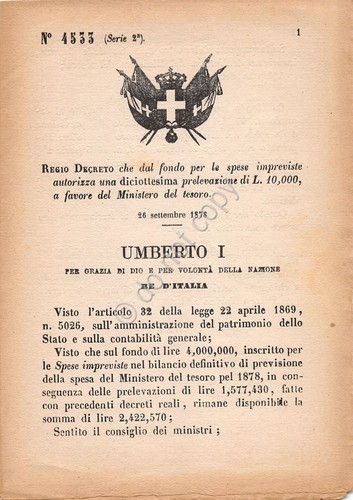 N° 4533 (Serie 2ª).
1
REGIO DECRETO che dal fondo per le spese impreviste
autorizza una diciottesima prelevazione di L. 10,000,
a favore del Ministero del tesoro.
26 settembre 1878
UMBERTO I
PER GRAZIA DI DIO E PER VOLONTÀ DELLA NAZIONE
RE D'ITALIA
Visto l'articolo 32 della legge 22 aprile 1869,
n. 5026, sull'amministrazione del patrimonio dello
Stato e sulla contabilità generale;
Visto che sul fondo di lire 4,000,000, inscritto per
le Spese impreviste nel bilancio definitivo di previsione
della spesa del Ministero del tesoro pel 1878, in con-
seguenza delle prelevazioni di lire 1,577,430, fatte
con precedenti decreti reali, rimane disponibile la
somma di lire 2,422,570;
Sentito il consiglio dei ministri;
do not copy